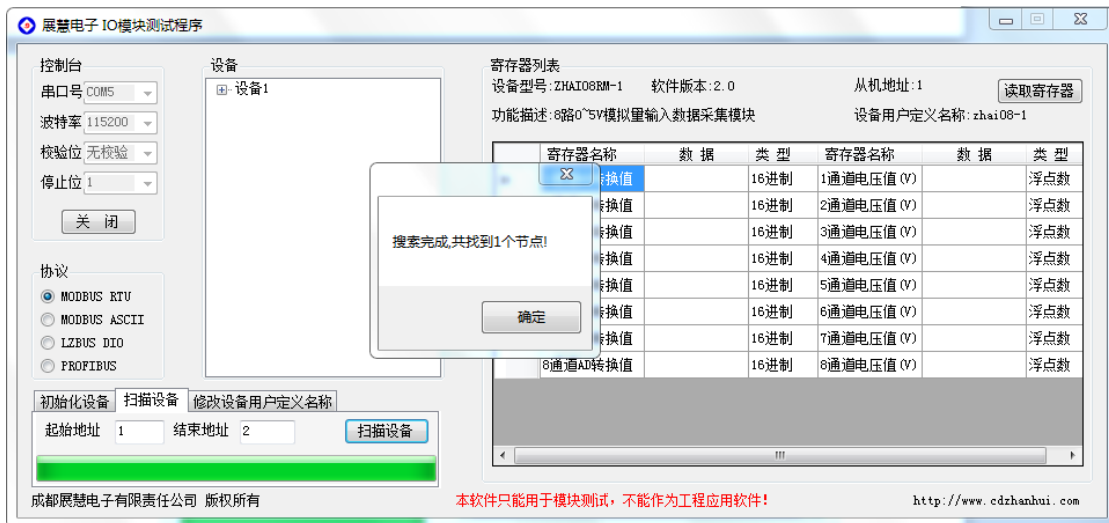 展慧电子 IO模块测试程序
控制台
串口号 COM5
波特率 115200
校验位 无校验
停止位 1
关 闭
协议
MODBUS RTU
MODBUS ASCII
LZBUS DIO
PROFIBUS
设备
设备1
寄存器列表
设备型号:ZHAI08RM-1 软件版本:2.0 从机地址:1 读取寄存器
功能描述:8路0~5V模拟量输入数据采集模块 设备用户定义名称:zhai08-1
寄存器名称 数 据 类 型 寄存器名称 数 据 类 型
转换值 16进制 1通道电压值(V) 浮点数
转换值 16进制 2通道电压值(V) 浮点数
转换值 16进制 3通道电压值(V) 浮点数
转换值 16进制 4通道电压值(V) 浮点数
转换值 16进制 5通道电压值(V) 浮点数
转换值 16进制 6通道电压值(V) 浮点数
转换值 16进制 7通道电压值(V) 浮点数
8通道AD转换值 16进制 8通道电压值(V) 浮点数
搜索完成,共找到1个节点!
确定
初始化设备 扫描设备 修改设备用户定义名称
起始地址 1 结束地址 2 扫描设备
成都展慧电子有限责任公司 版权所有
本软件只能用于模块测试，不能作为工程应用软件!
http://www.cdzhanhui.com